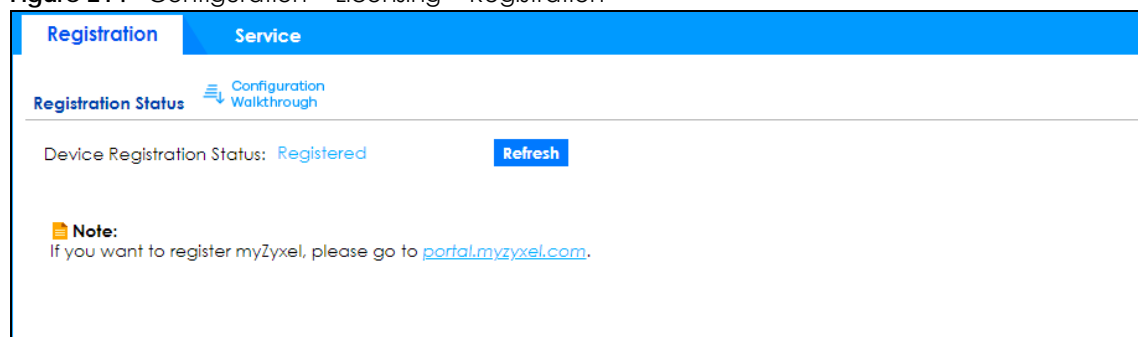 Registration Service
Registration Status Configuration Walkthrough
Device Registration Status: Registered Refresh
Note:
If you want to register myZyxel, please go to portal.myzyxel.com.